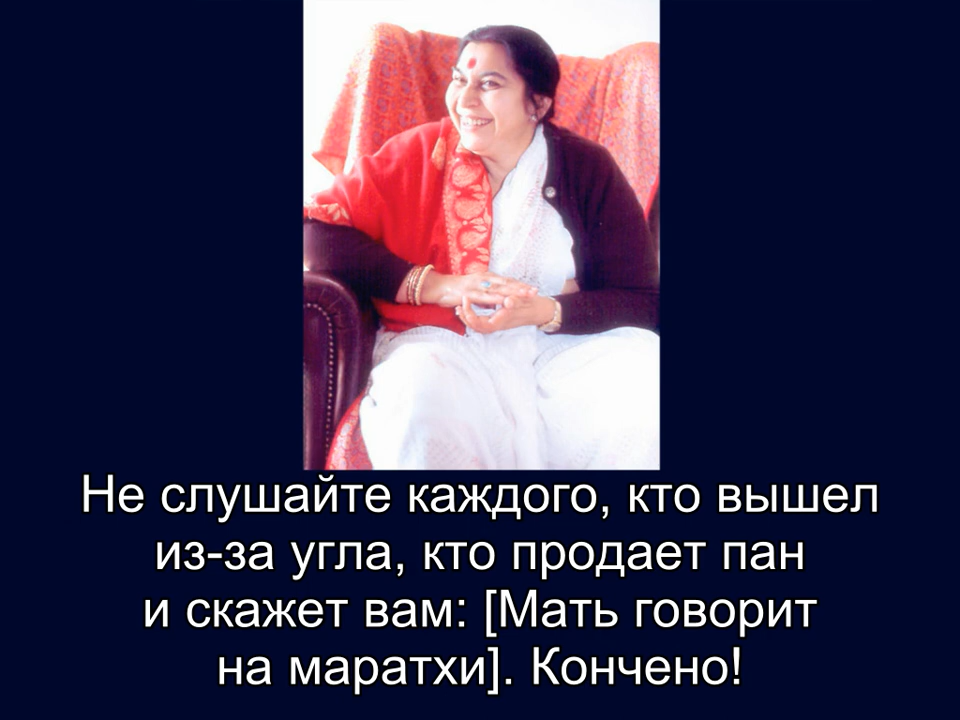 Не слушайте каждого, кто вышел
из-за угла, кто продает пан
и скажет вам: [Мать говорит
на маратхи]. Кончено!